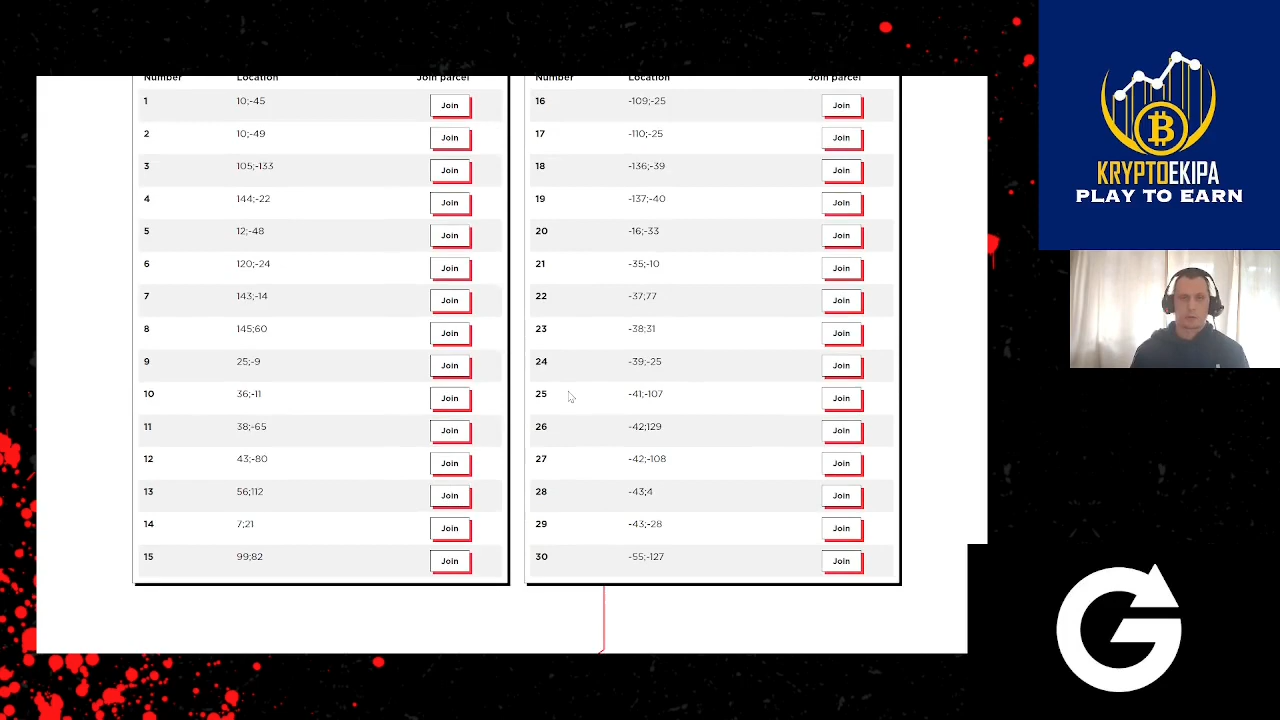 Number Location Join parcel
1 10;-45 Join
2 10;-49 Join
3 105;-133 Join
4 144;-22 Join
5 12;-48 Join
6 120;-24 Join
7 143;-14 Join
8 145;60 Join
9 25;-9 Join
10 36;-11 Join
11 38;-65 Join
12 43;-80 Join
13 56;112 Join
14 7;21 Join
15 99;82 Join
Number Location Join parcel
16 -109;-25 Join
17 -110;-25 Join
18 -136;-39 Join
19 -137;-40 Join
20 -16;-33 Join
21 -35;-10 Join
22 -37;77 Join
23 -38;31 Join
24 -39;-25 Join
25 -41;-107 Join
26 -42;129 Join
27 -42;-108 Join
28 -43;4 Join
29 -43;-28 Join
30 -55;-127 Join
KRYPTOEKIPA
PLAY TO EARN